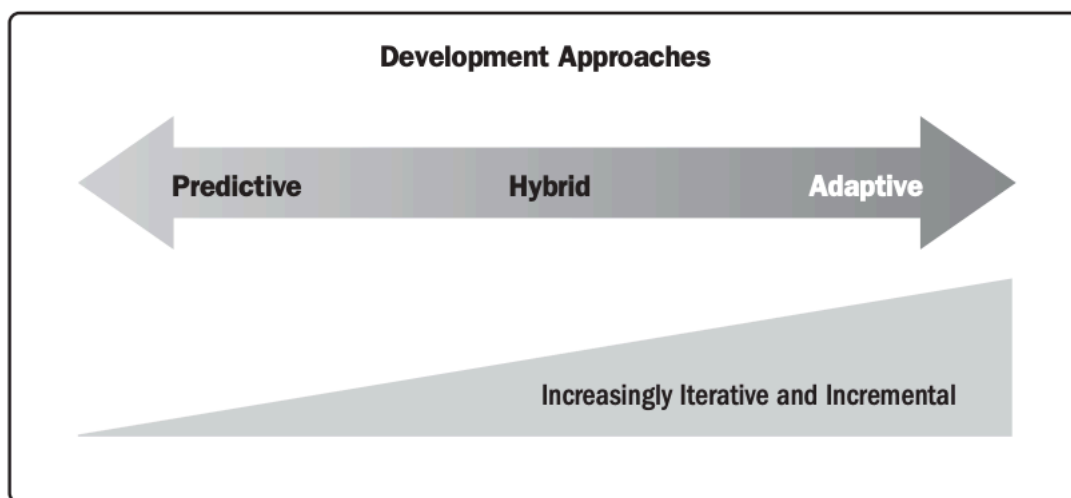 Development Approaches
Predictive Hybrid Adaptive
Increasingly Iterative and Incremental